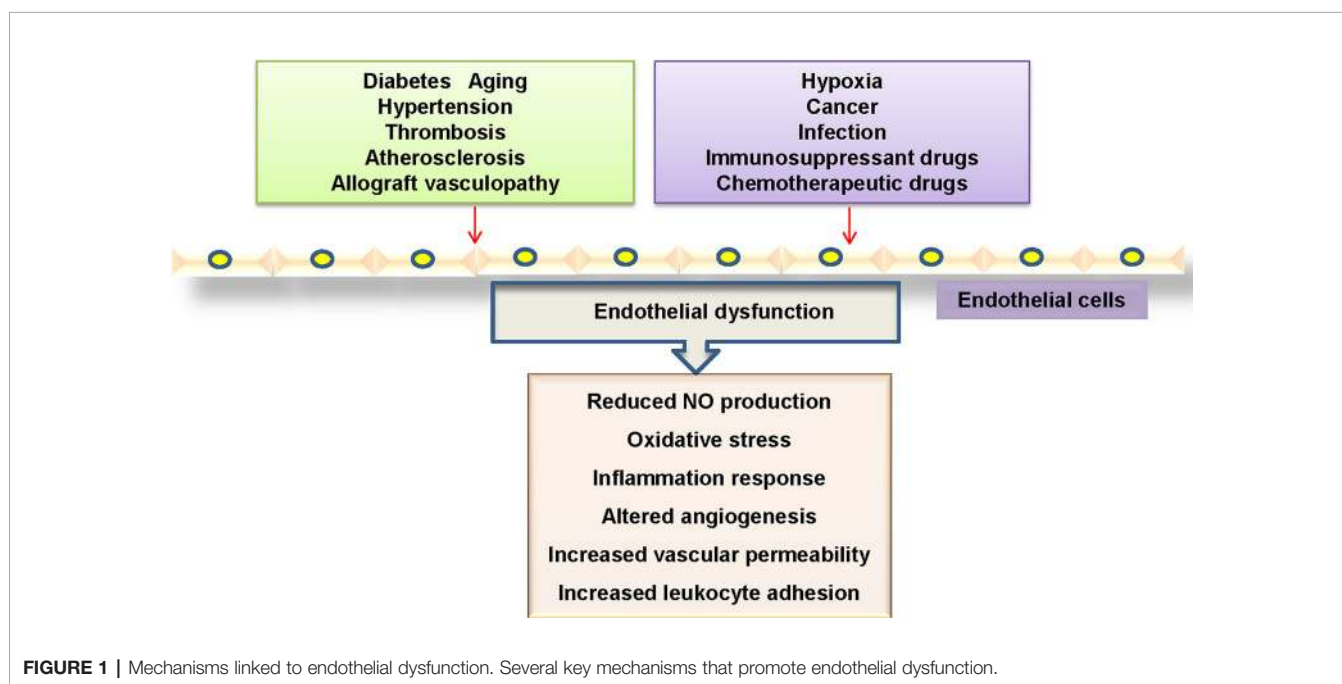 Diabetes Aging
Hypertension
Thrombosis
Atherosclerosis
Allograft vasculopathy
Hypoxia
Cancer
Infection
Immunosuppressant drugs
Chemotherapeutic drugs
Endothelial dysfunction
Endothelial cells
Reduced NO production
Oxidative stress
Inflammation response
Altered angiogenesis
Increased vascular permeability
Increased leukocyte adhesion
FIGURE 1 | Mechanisms linked to endothelial dysfunction. Several key mechanisms that promote endothelial dysfunction.